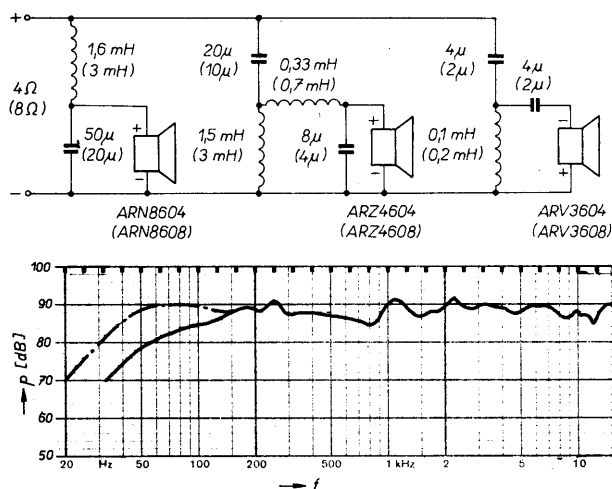 +
1,6 mH
(3 mH)
4Ω
(8Ω)
50µ
(20µ)
+
−
−
20µ
(10µ)
0,33 mH
(0,7 mH)
1,5 mH
(3 mH)
8µ
(4µ)
+
−
4µ
(2µ)
4µ
(2µ)
0,1 mH
(0,2 mH)
−
+
ARN8604
(ARN8608)
ARZ4604
(ARZ4608)
ARV3604
(ARV3608)
100
90
80
70
60
50
p [dB]
20 Hz 50 100 200 500 1 kHz 2 5 10
f